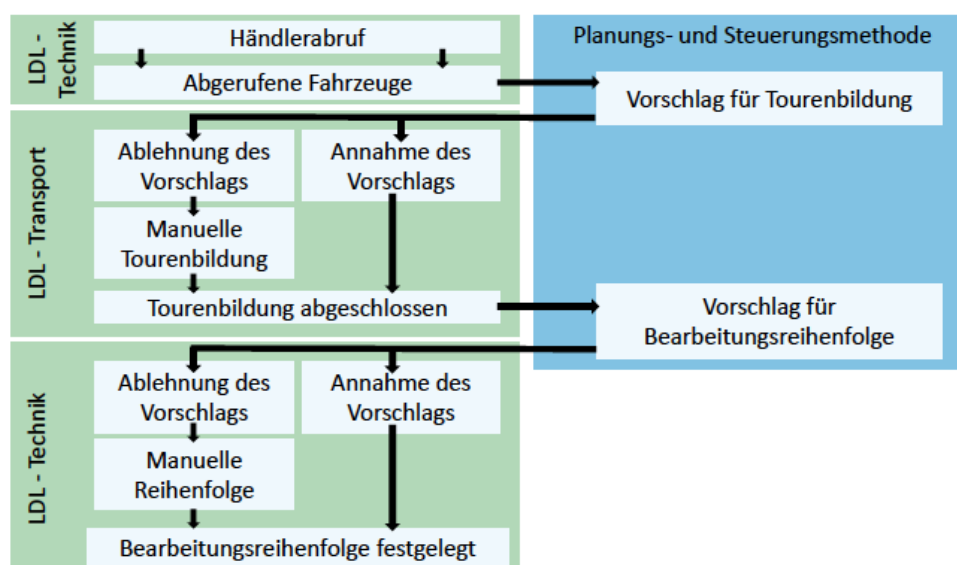 LDL -
Technik
Händlerabruf
Abgerufene Fahrzeuge
Planungs- und Steuerungsmethode
Vorschlag für Tourenbildung
LDL - Transport
Ablehnung des
Vorschlags
Annahme des
Vorschlags
Manuelle
Tourenbildung
Tourenbildung abgeschlossen
Vorschlag für
Bearbeitungsreihenfolge
LDL - Technik
Ablehnung des
Vorschlags
Annahme des
Vorschlags
Manuelle
Reihenfolge
Bearbeitungsreihenfolge festgelegt